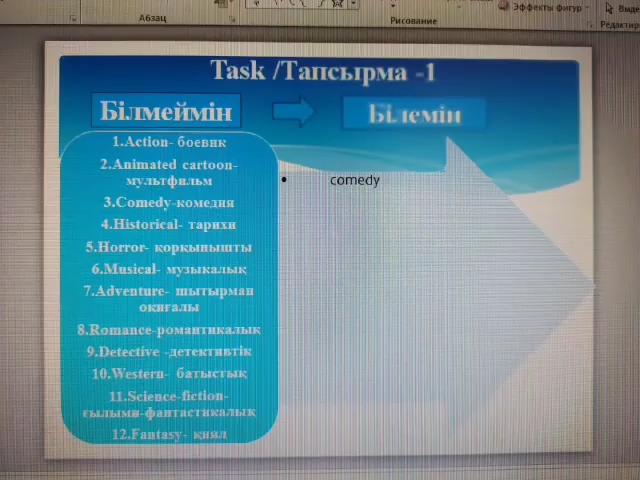 Эффекты фигур
Абзац
Рисование
Task /Тапсырма -1
Білмеймін
Білемін
1.Action- боевик
2.Animated cartoon-
мультфильм
3.Comedy-комедия
4.Historical- тарихи
5.Horror- қорқынышты
6.Musical- музыкалық
7.Adventure- шытырман
оқиғалы
8.Romance-романтикалық
9.Detective -детективтік
10.Western- батыстық
11.Science-fiction-
ғылыми-фантастикалық
12.Fantasy- қиял
• comedy